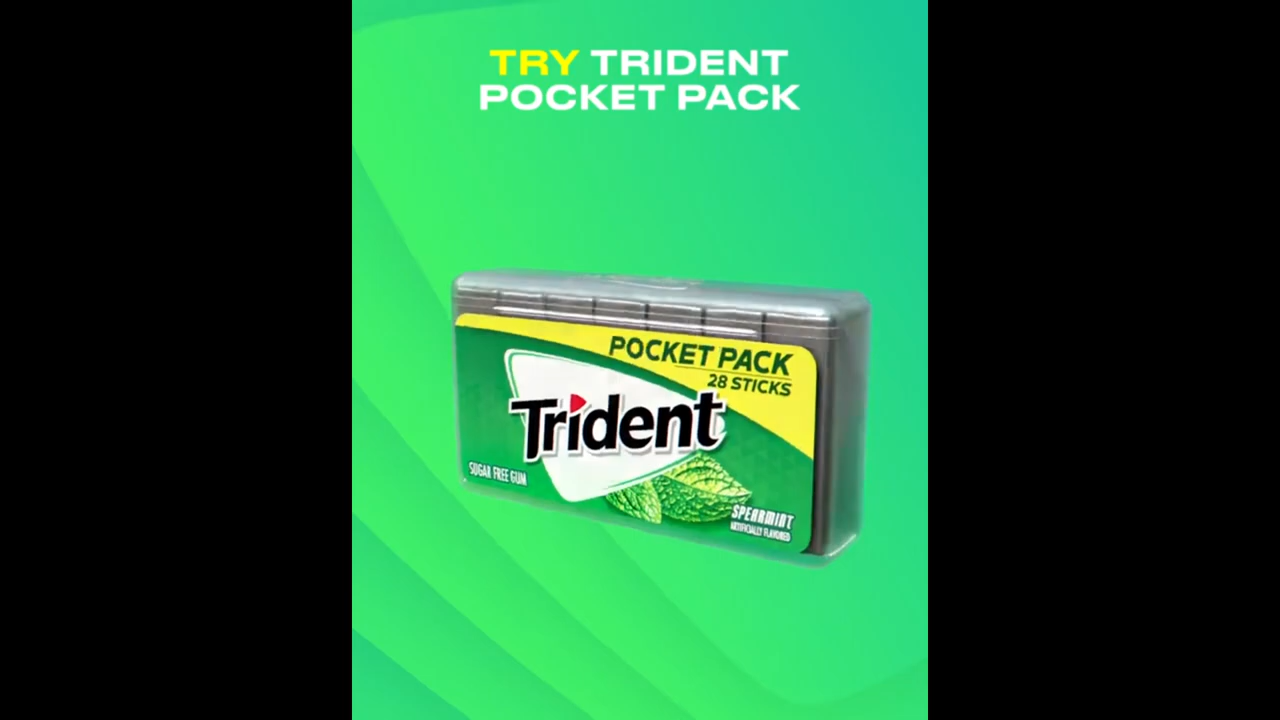 TRY TRIDENT
POCKET PACK
POCKET PACK
28 STICKS
Trident
SUGAR FREE GUM
SPEARMINT
ARTIFICIALLY FLAVORED